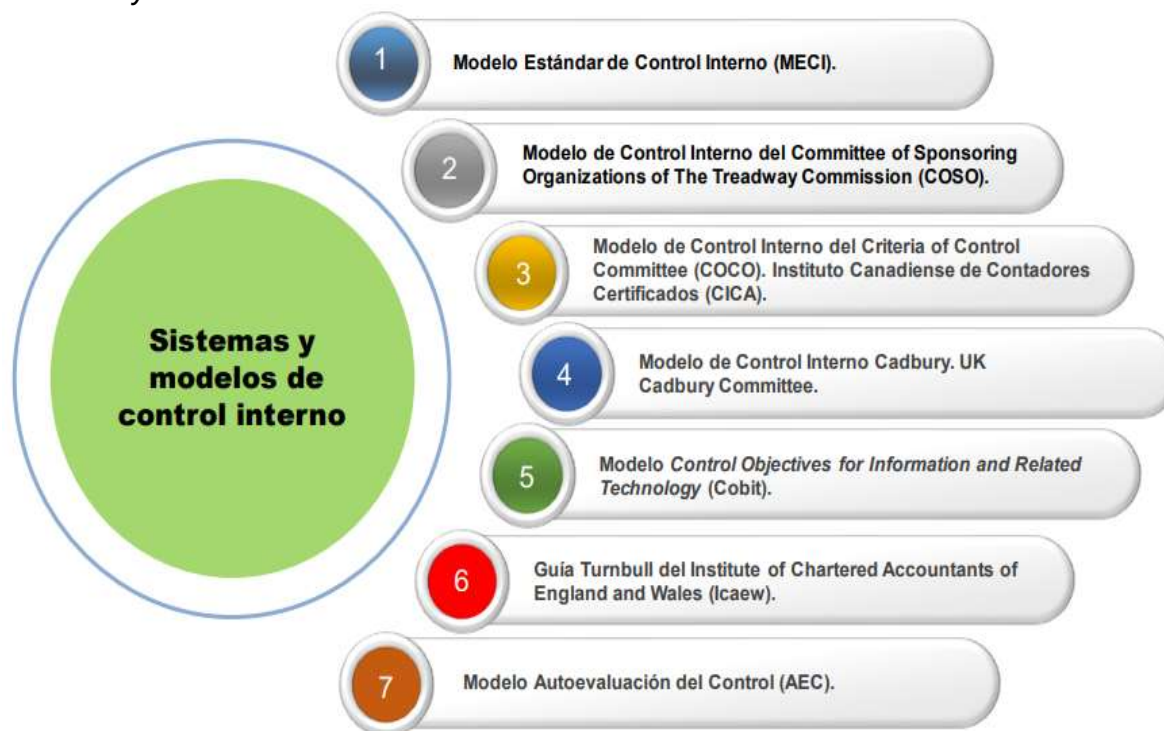 y
1
Modelo Estándar de Control Interno (MECI).
2
Modelo de Control Interno del Committee of Sponsoring
Organizations of The Treadway Commission (COSO).
3
Modelo de Control Interno del Criteria of Control
Committee (COCO). Instituto Canadiense de Contadores
Certificados (CICA).
Sistemas y
modelos de
control interno
4
Modelo de Control Interno Cadbury. UK
Cadbury Committee.
5
Modelo Control Objectives for Information and Related
Technology (Cobit).
6
Guía Turnbull del Institute of Chartered Accountants of
England and Wales (Icaew).
7
Modelo Autoevaluación del Control (AEC).